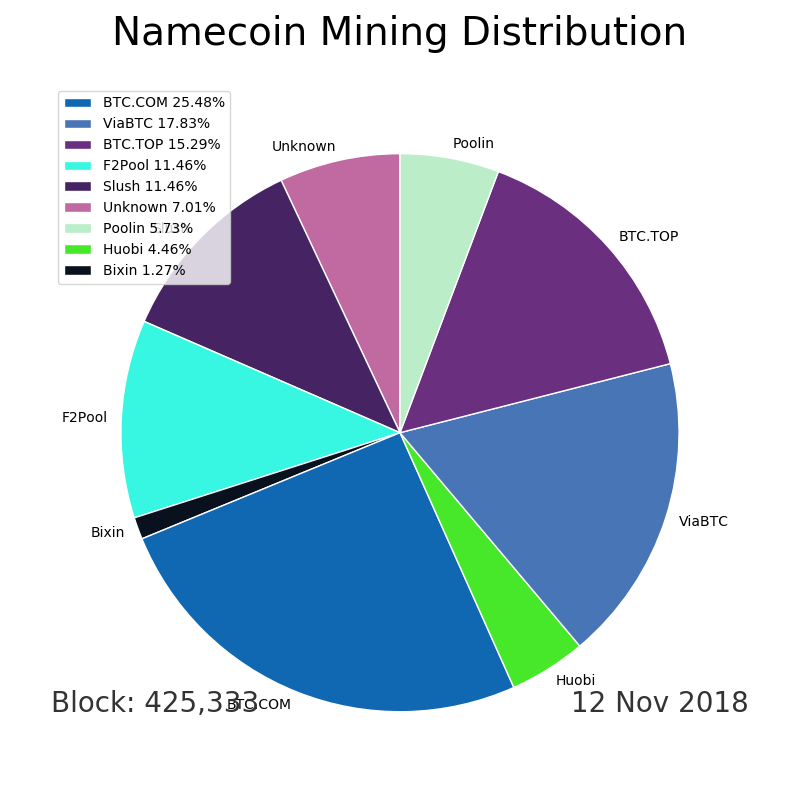 Namecoin Mining Distribution
BTC.COM 25.48%
ViaBTC 17.83%
BTC.TOP 15.29%
F2Pool 11.46%
Slush 11.46%
Unknown 7.01%
Poolin 5.73%
Huobi 4.46%
Bixin 1.27%
Unknown
Poolin
BTC.TOP
F2Pool
ViaBTC
Bixin
Huobi
BTC.COM
Block: 425,333
12 Nov 2018